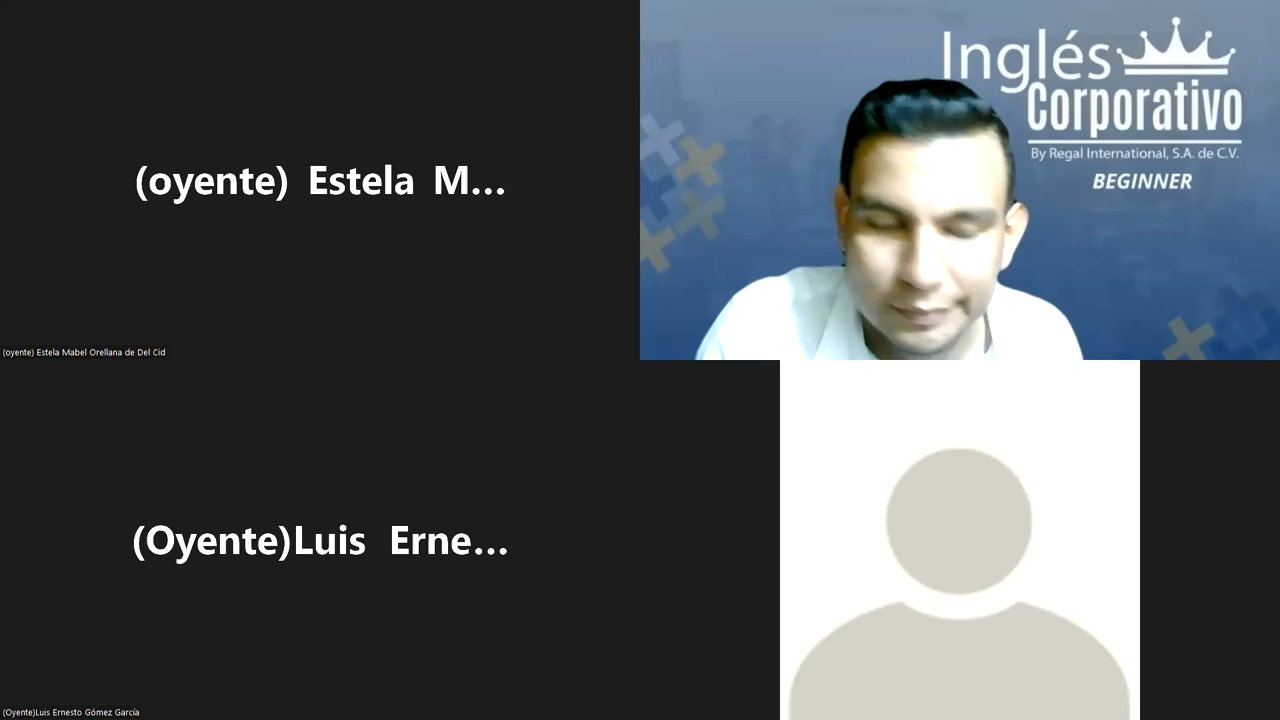 (oyente) Estela M...
(oyente) Estela Mabel Orellana de Del Cid
Inglés
Corporativo
By Regal International, S.A. de C.V.
BEGINNER
(Oyente)Luis Erne...
(Oyente)Luis Ernesto Gómez García